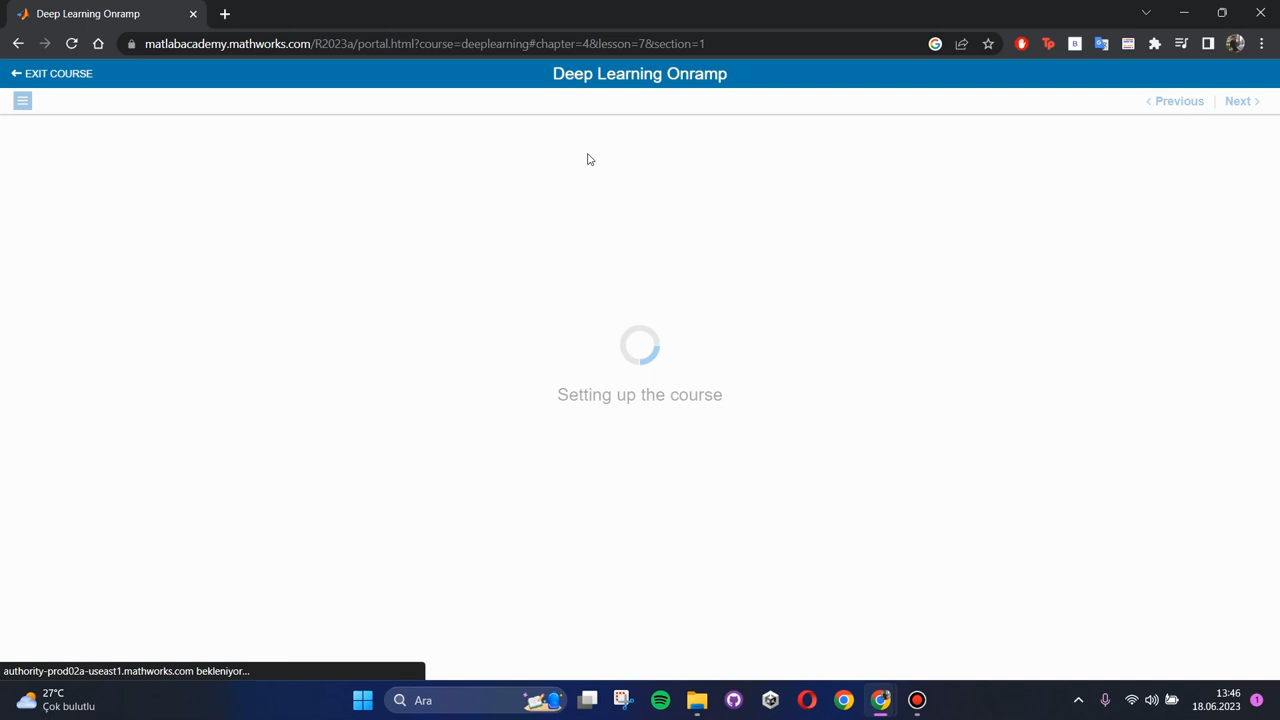 Deep Learning Onramp
matlabacademy.mathworks.com/R2023a/portal.html?course=deeplearning#chapter=4&lesson=7&section=1
EXIT COURSE
Deep Learning Onramp
Previous
Next
Setting up the course
authority-prod02a-useast1.mathworks.com bekleniyor...
27°C
Çok bulutlu
Ara
13:46
18.06.2023
1